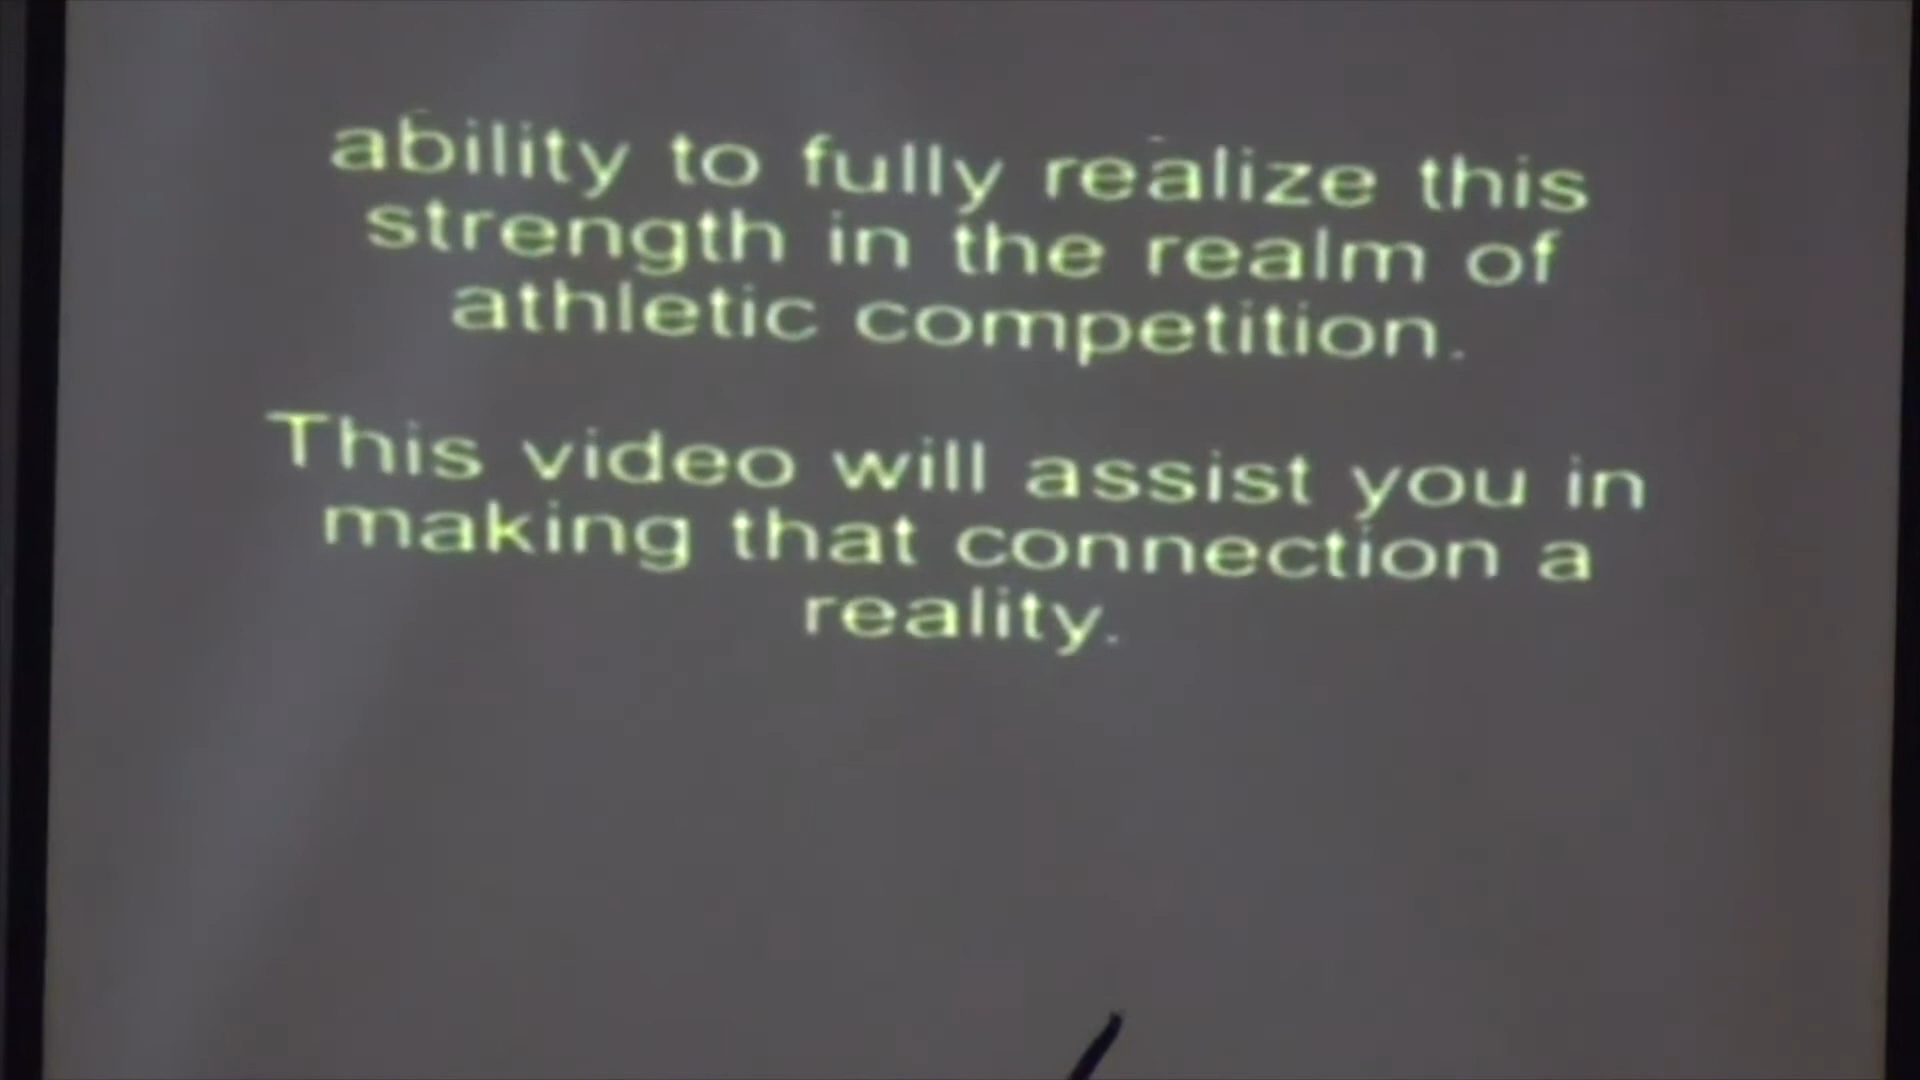 ability to fully realize this
strength in the realm of
athletic competition.
This video will assist you in
making that connection a
reality.